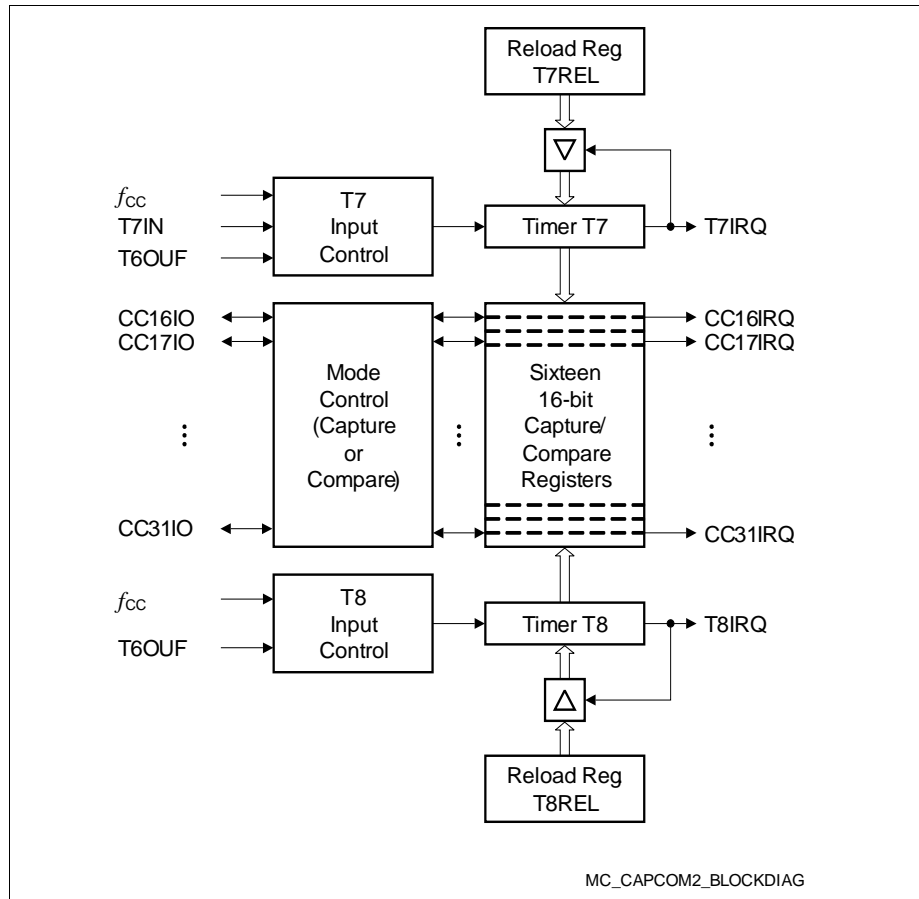 Reload Reg.
T7REL
fCC
T7IN
T6OUF
T7
Input
Control
Timer T7
T7IRQ
CC16IO
CC17IO
CC31IO
Mode
Control
(Capture
or
Compare)
Sixteen
16-bit
Capture/
Compare
Registers
CC16IRQ
CC17IRQ
CC31IRQ
fCC
T6OUF
T8
Input
Control
Timer T8
T8IRQ
Reload Reg.
T8REL
MC_CAPCOM2_BLOCKDIAG